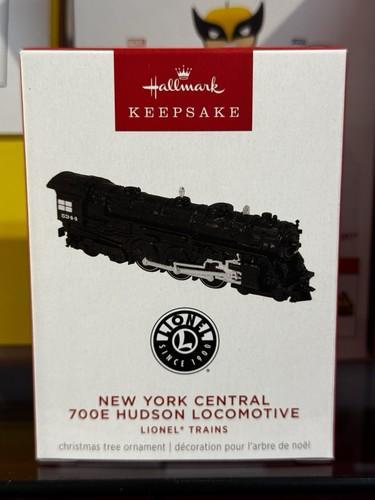 Hallmark
KEEPSAKE
5344
LIONEL
L
SINCE 1900
NEW YORK CENTRAL
700E HUDSON LOCOMOTIVE
LIONEL® TRAINS
christmas tree ornament | décoration pour l'arbre de noël